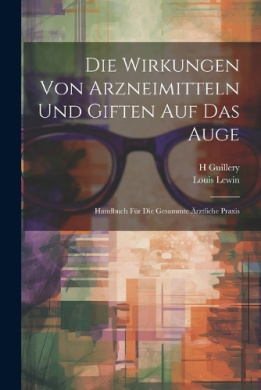 Die Wirkungen
Von Arzneimitteln
Und Giften Auf Das
Auge
H Guillery
Louis Lewin
Handbuch Für Die Gesammte Ärztliche Praxis